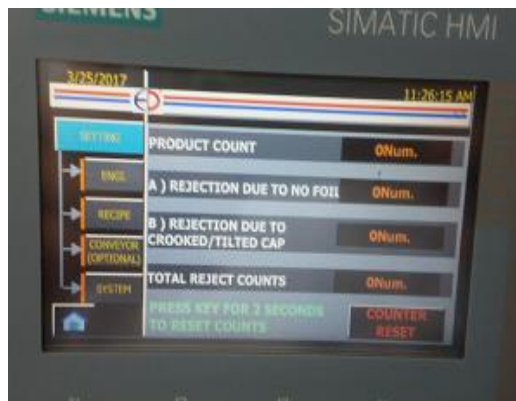 SIEMENS
SIMATIC HMI
3/25/2017
11:26:15 AM
SETTING
PRODUCT COUNT
0Num.
ENGG.
A ) REJECTION DUE TO NO FOIL
0Num.
RECIPE
B ) REJECTION DUE TO
CROOKED/TILTED CAP
0Num.
CONVEYOR
(OPTIONAL)
SYSTEM
TOTAL REJECT COUNTS
0Num.
PRESS KEY FOR 2 SECONDS
TO RESET COUNTS
COUNTER
RESET